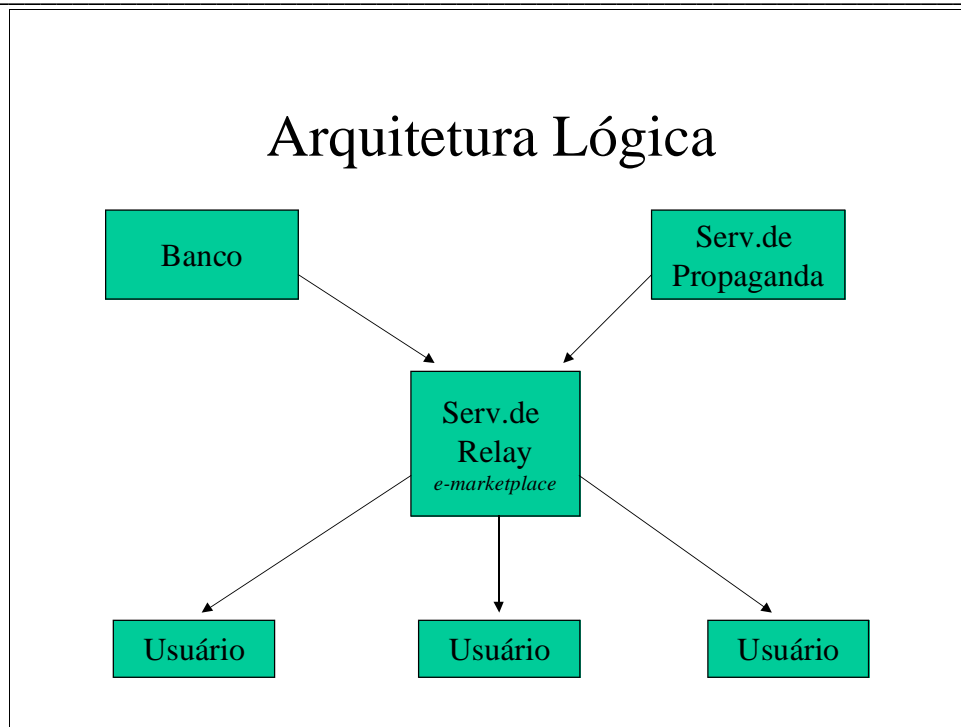 Arquitetura Lógica
Banco
Serv.de
Propaganda
Serv.de
Relay
e-marketplace
Usuário
Usuário
Usuário